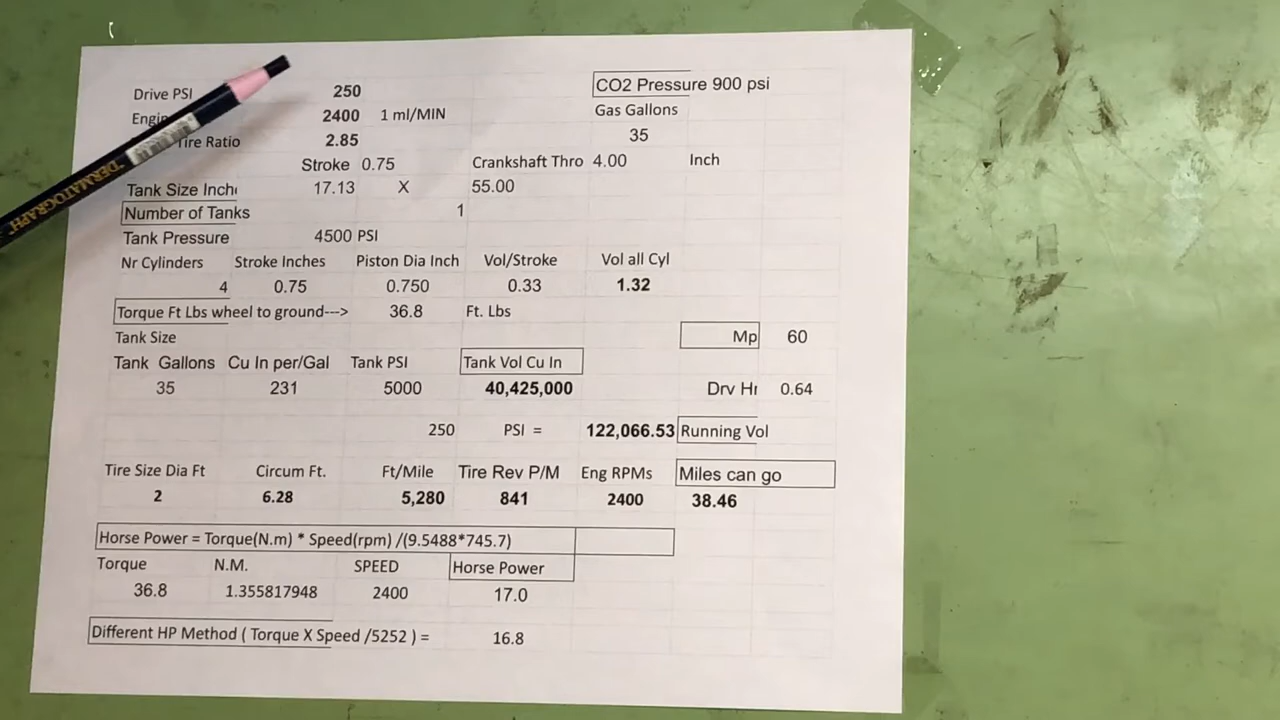 Drive PSI 250 CO2 Pressure 900 psi
2400 1 ml/MIN Gas Gallons
Tire Ratio 2.85 35
Stroke 0.75 Crankshaft Thro 4.00 Inch
Tank Size Inch 17.13 X 55.00
Number of Tanks 1
Tank Pressure 4500 PSI
Nr Cylinders Stroke Inches Piston Dia Inch Vol/Stroke Vol all Cyl
4 0.75 0.750 0.33 1.32
Torque Ft Lbs wheel to ground---> 36.8 Ft. Lbs
Tank Size Mp 60
Tank Gallons Cu In per/Gal Tank PSI Tank Vol Cu In
35 231 5000 40,425,000 Drv Hr 0.64
250 PSI = 122,066.53 Running Vol
Tire Size Dia Ft Circum Ft. Ft/Mile Tire Rev P/M Eng RPMs Miles can go
2 6.28 5,280 841 2400 38.46
Horse Power = Torque(N.m) * Speed(rpm) /(9.5488*745.7)
Torque N.M. SPEED Horse Power
36.8 1.355817948 2400 17.0
Different HP Method ( Torque X Speed /5252 ) = 16.8
"DERMATOGRAPH"